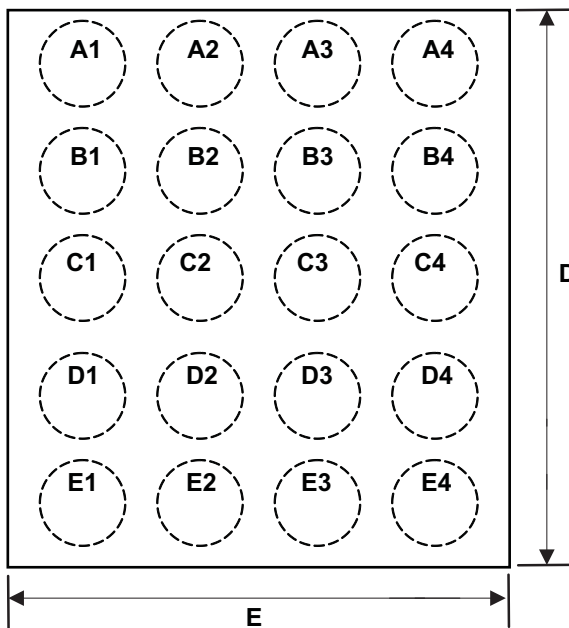 A1 A2 A3 A4
B1 B2 B3 B4
C1 C2 C3 C4
D
D1 D2 D3 D4
E1 E2 E3 E4
E